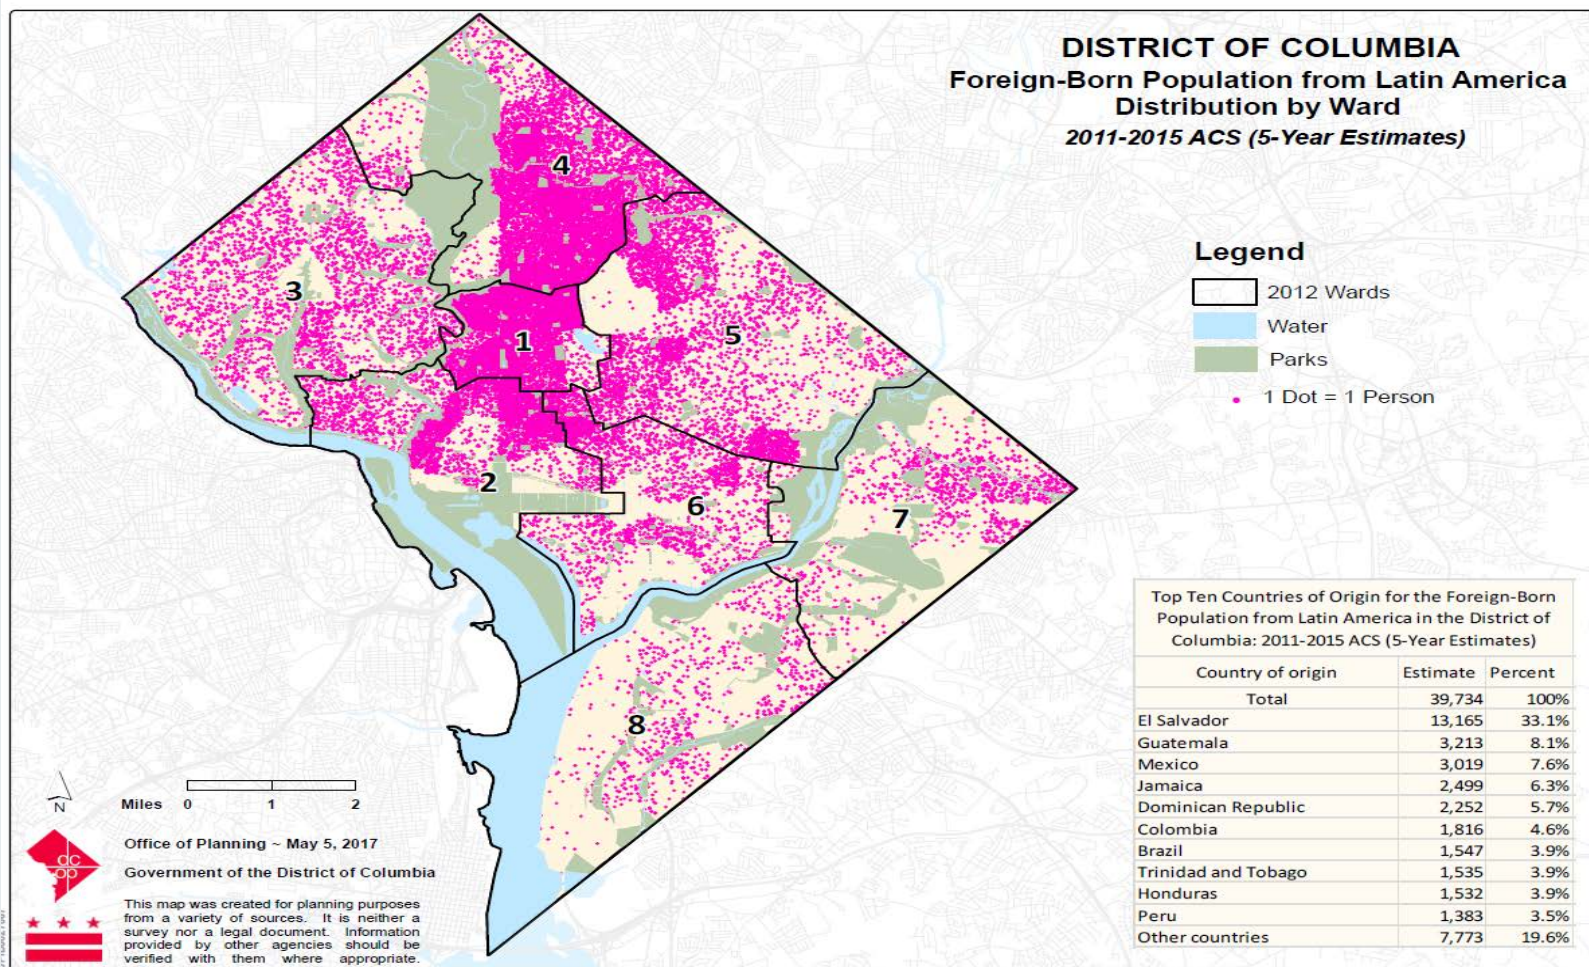 DISTRICT OF COLUMBIA
Foreign-Born Population from Latin America
Distribution by Ward
2011-2015 ACS (5-Year Estimates)
4
3
5
1
2
6
7
8
Legend
2012 Wards
Water
Parks
1 Dot = 1 Person
Top Ten Countries of Origin for the Foreign-Born
Population from Latin America in the District of
Columbia: 2011-2015 ACS (5-Year Estimates)
Country of origin Estimate Percent
Total 39,734 100%
El Salvador 13,165 33.1%
Guatemala 3,213 8.1%
Mexico 3,019 7.6%
Jamaica 2,499 6.3%
Dominican Republic 2,252 5.7%
Colombia 1,816 4.6%
Brazil 1,547 3.9%
Trinidad and Tobago 1,535 3.9%
Honduras 1,532 3.9%
Peru 1,383 3.5%
Other countries 7,773 19.6%
N
Miles 0 1 2
dc
op
Office of Planning ~ May 5, 2017
Government of the District of Columbia
This map was created for planning purposes
from a variety of sources. It is neither a
survey nor a legal document. Information
provided by other agencies should be
verified with them where appropriate.